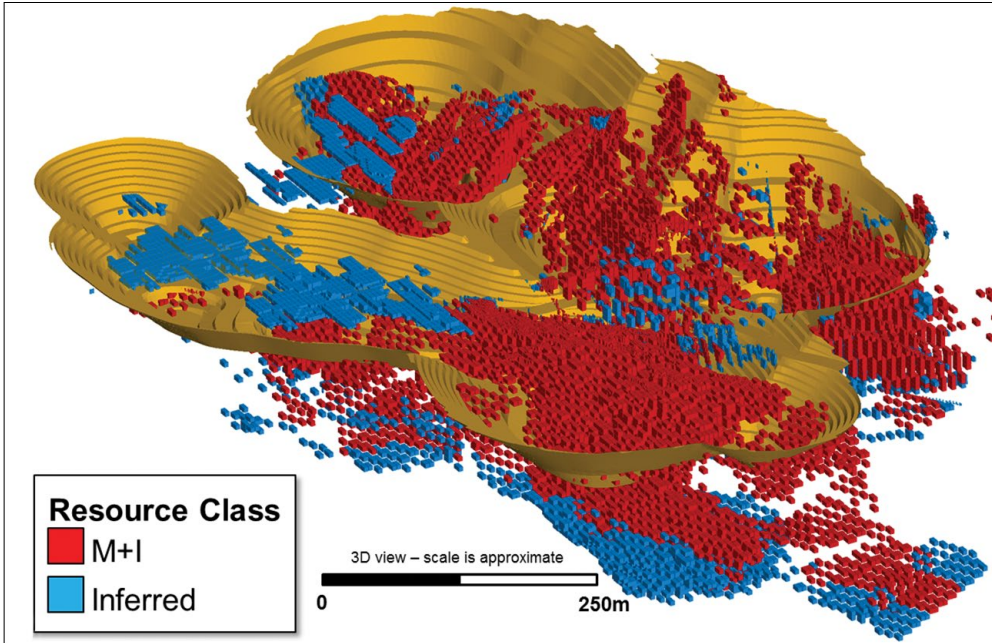 Resource Class
M+I
Inferred
3D view – scale is approximate
0 250m